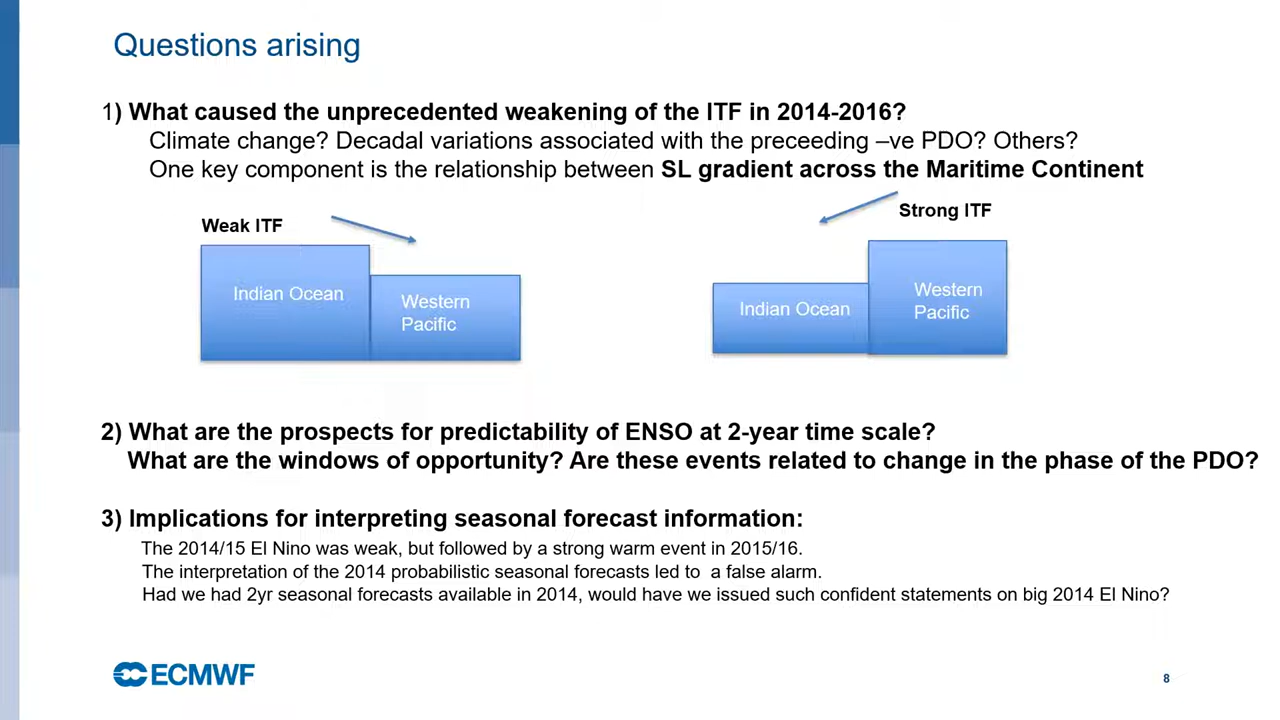 Questions arising
1) What caused the unprecedented weakening of the ITF in 2014-2016?
Climate change? Decadal variations associated with the preceeding –ve PDO? Others?
One key component is the relationship between SL gradient across the Maritime Continent
Weak ITF
Strong ITF
Indian Ocean
Western
Pacific
Indian Ocean
Western
Pacific
2) What are the prospects for predictability of ENSO at 2-year time scale?
What are the windows of opportunity? Are these events related to change in the phase of the PDO?
3) Implications for interpreting seasonal forecast information:
The 2014/15 El Nino was weak, but followed by a strong warm event in 2015/16.
The interpretation of the 2014 probabilistic seasonal forecasts led to a false alarm.
Had we had 2yr seasonal forecasts available in 2014, would have we issued such confident statements on big 2014 El Nino?
ECMWF
8